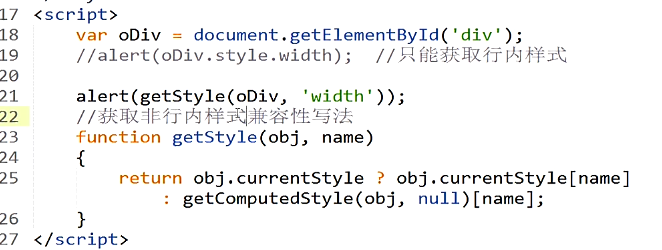 17 <script>
18 var oDiv = document.getElementById('div');
19 //alert(oDiv.style.width); //只能获取行内样式
20
21 alert(getStyle(oDiv, 'width'));
22 //获取非行内样式兼容性写法
23 function getStyle(obj, name)
24 {
25 return obj.currentStyle ? obj.currentStyle[name]
: getComputedStyle(obj, null)[name];
26 }
27 </script>